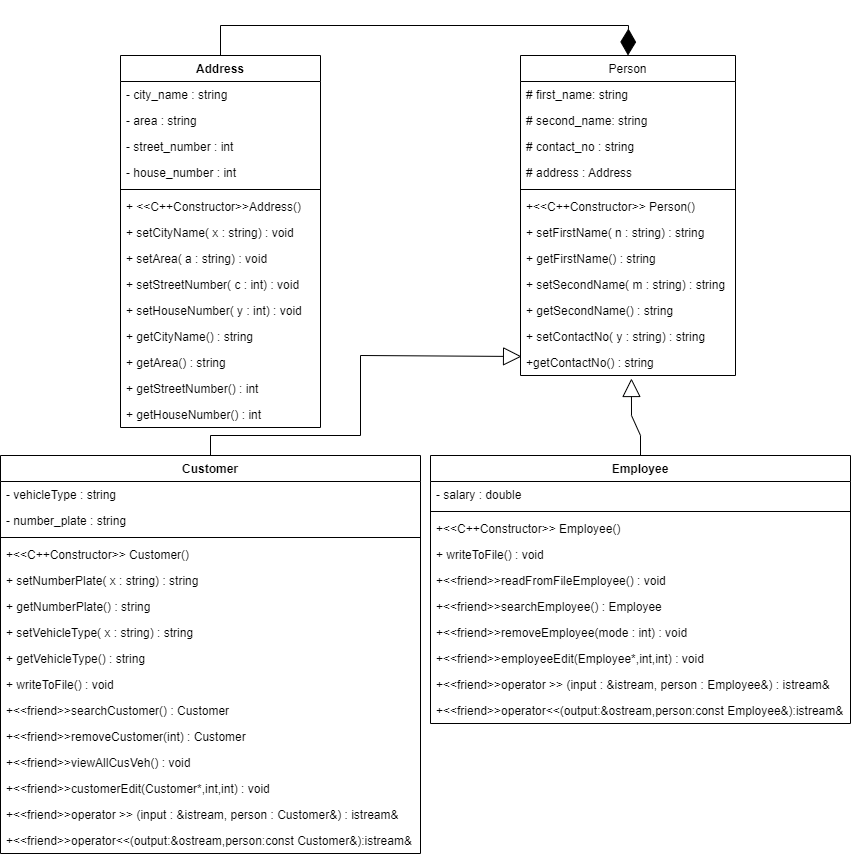 Address
- city_name : string
- area : string
- street_number : int
- house_number : int
+ <<C++Constructor>>Address()
+ setCityName( x : string) : void
+ setArea( a : string) : void
+ setStreetNumber( c : int) : void
+ setHouseNumber( y : int) : void
+ getCityName() : string
+ getArea() : string
+ getStreetNumber() : int
+ getHouseNumber() : int
Person
# first_name: string
# second_name: string
# contact_no : string
# address : Address
+<<C++Constructor>> Person()
+ setFirstName( n : string) : string
+ getFirstName() : string
+ setSecondName( m : string) : string
+ getSecondName() : string
+ setContactNo( y : string) : string
+getContactNo() : string
Customer
- vehicleType : string
- number_plate : string
+<<C++Constructor>> Customer()
+ setNumberPlate( x : string) : string
+ getNumberPlate() : string
+ setVehicleType( x : string) : string
+ getVehicleType() : string
+ writeToFile() : void
+<<friend>>searchCustomer() : Customer
+<<friend>>removeCustomer(int) : Customer
+<<friend>>viewAllCusVeh() : void
+<<friend>>customerEdit(Customer*,int,int) : void
+<<friend>>operator >> (input : &istream, person : Customer&) : istream&
+<<friend>>operator<<(output:&ostream,person:const Customer&):istream&
Employee
- salary : double
+<<C++Constructor>> Employee()
+ writeToFile() : void
+<<friend>>readFromFileEmployee() : void
+<<friend>>searchEmployee() : Employee
+<<friend>>removeEmployee(mode : int) : void
+<<friend>>employeeEdit(Employee*,int,int) : void
+<<friend>>operator >> (input : &istream, person : Employee&) : istream&
+<<friend>>operator<<(output:&ostream,person:const Employee&):istream&